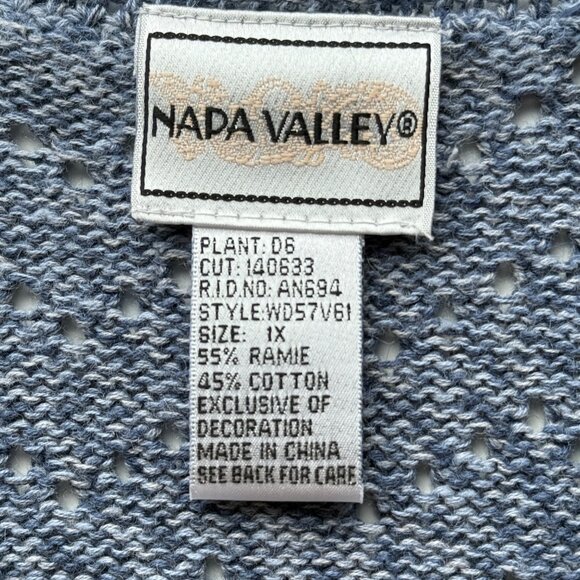 NAPA VALLEY®
PLANT: D6
CUT: 140633
R.I.D.NO: AN694
STYLE:WD57V61
SIZE: 1X
55% RAMIE
45% COTTON
EXCLUSIVE OF
DECORATION
MADE IN CHINA
SEE BACK FOR CARE